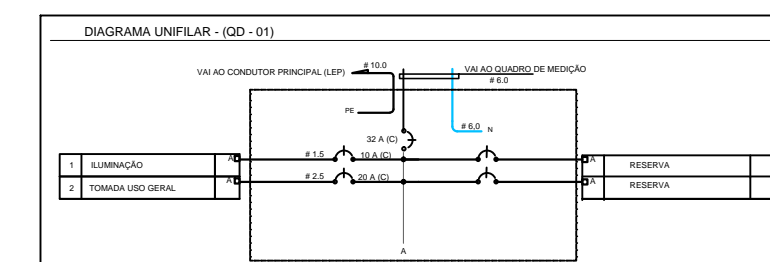 DIAGRAMA UNIFILAR - (QD - 01)
VAI AO CONDUTOR PRINCIPAL (LEP)
# 10.0
VAI AO QUADRO DE MEDIÇÃO
# 6.0
PE
# 6.0 N
32 A (C)
1 ILUMINAÇÃO A # 1.5 10 A (C) A RESERVA
2 TOMADA USO GERAL A # 2.5 20 A (C) A RESERVA
A